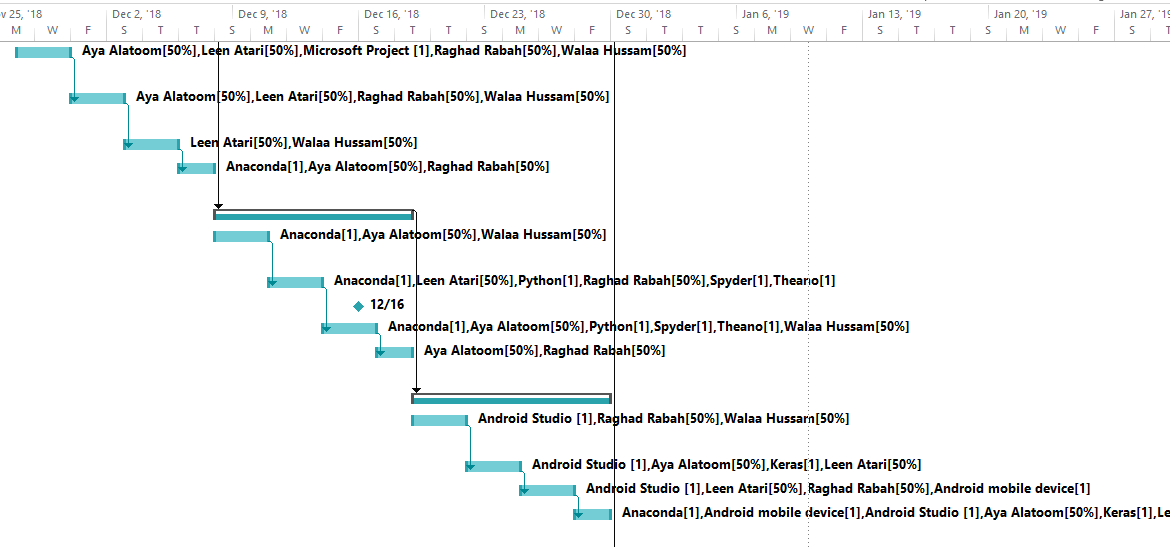 ov 25, '18 Dec 2, '18 Dec 9, '18 Dec 16, '18 Dec 23, '18 Dec 30, '18 Jan 6, '19 Jan 13, '19 Jan 20, '19 Jan 27, '19
M W F S T T S M W F S T T S M W F S T T S M W F S T T S M W F S T
Aya Alatoom[50%],Leen Atari[50%],Microsoft Project [1],Raghad Rabah[50%],Walaa Hussam[50%]
Aya Alatoom[50%],Leen Atari[50%],Raghad Rabah[50%],Walaa Hussam[50%]
Leen Atari[50%],Walaa Hussam[50%]
Anaconda[1],Aya Alatoom[50%],Raghad Rabah[50%]
Anaconda[1],Aya Alatoom[50%],Walaa Hussam[50%]
Anaconda[1],Leen Atari[50%],Python[1],Raghad Rabah[50%],Spyder[1],Theano[1]
12/16
Anaconda[1],Aya Alatoom[50%],Python[1],Spyder[1],Theano[1],Walaa Hussam[50%]
Aya Alatoom[50%],Raghad Rabah[50%]
Android Studio [1],Raghad Rabah[50%],Walaa Hussam[50%]
Android Studio [1],Aya Alatoom[50%],Keras[1],Leen Atari[50%]
Android Studio [1],Leen Atari[50%],Raghad Rabah[50%],Android mobile device[1]
Anaconda[1],Android mobile device[1],Android Studio [1],Aya Alatoom[50%],Keras[1],Le